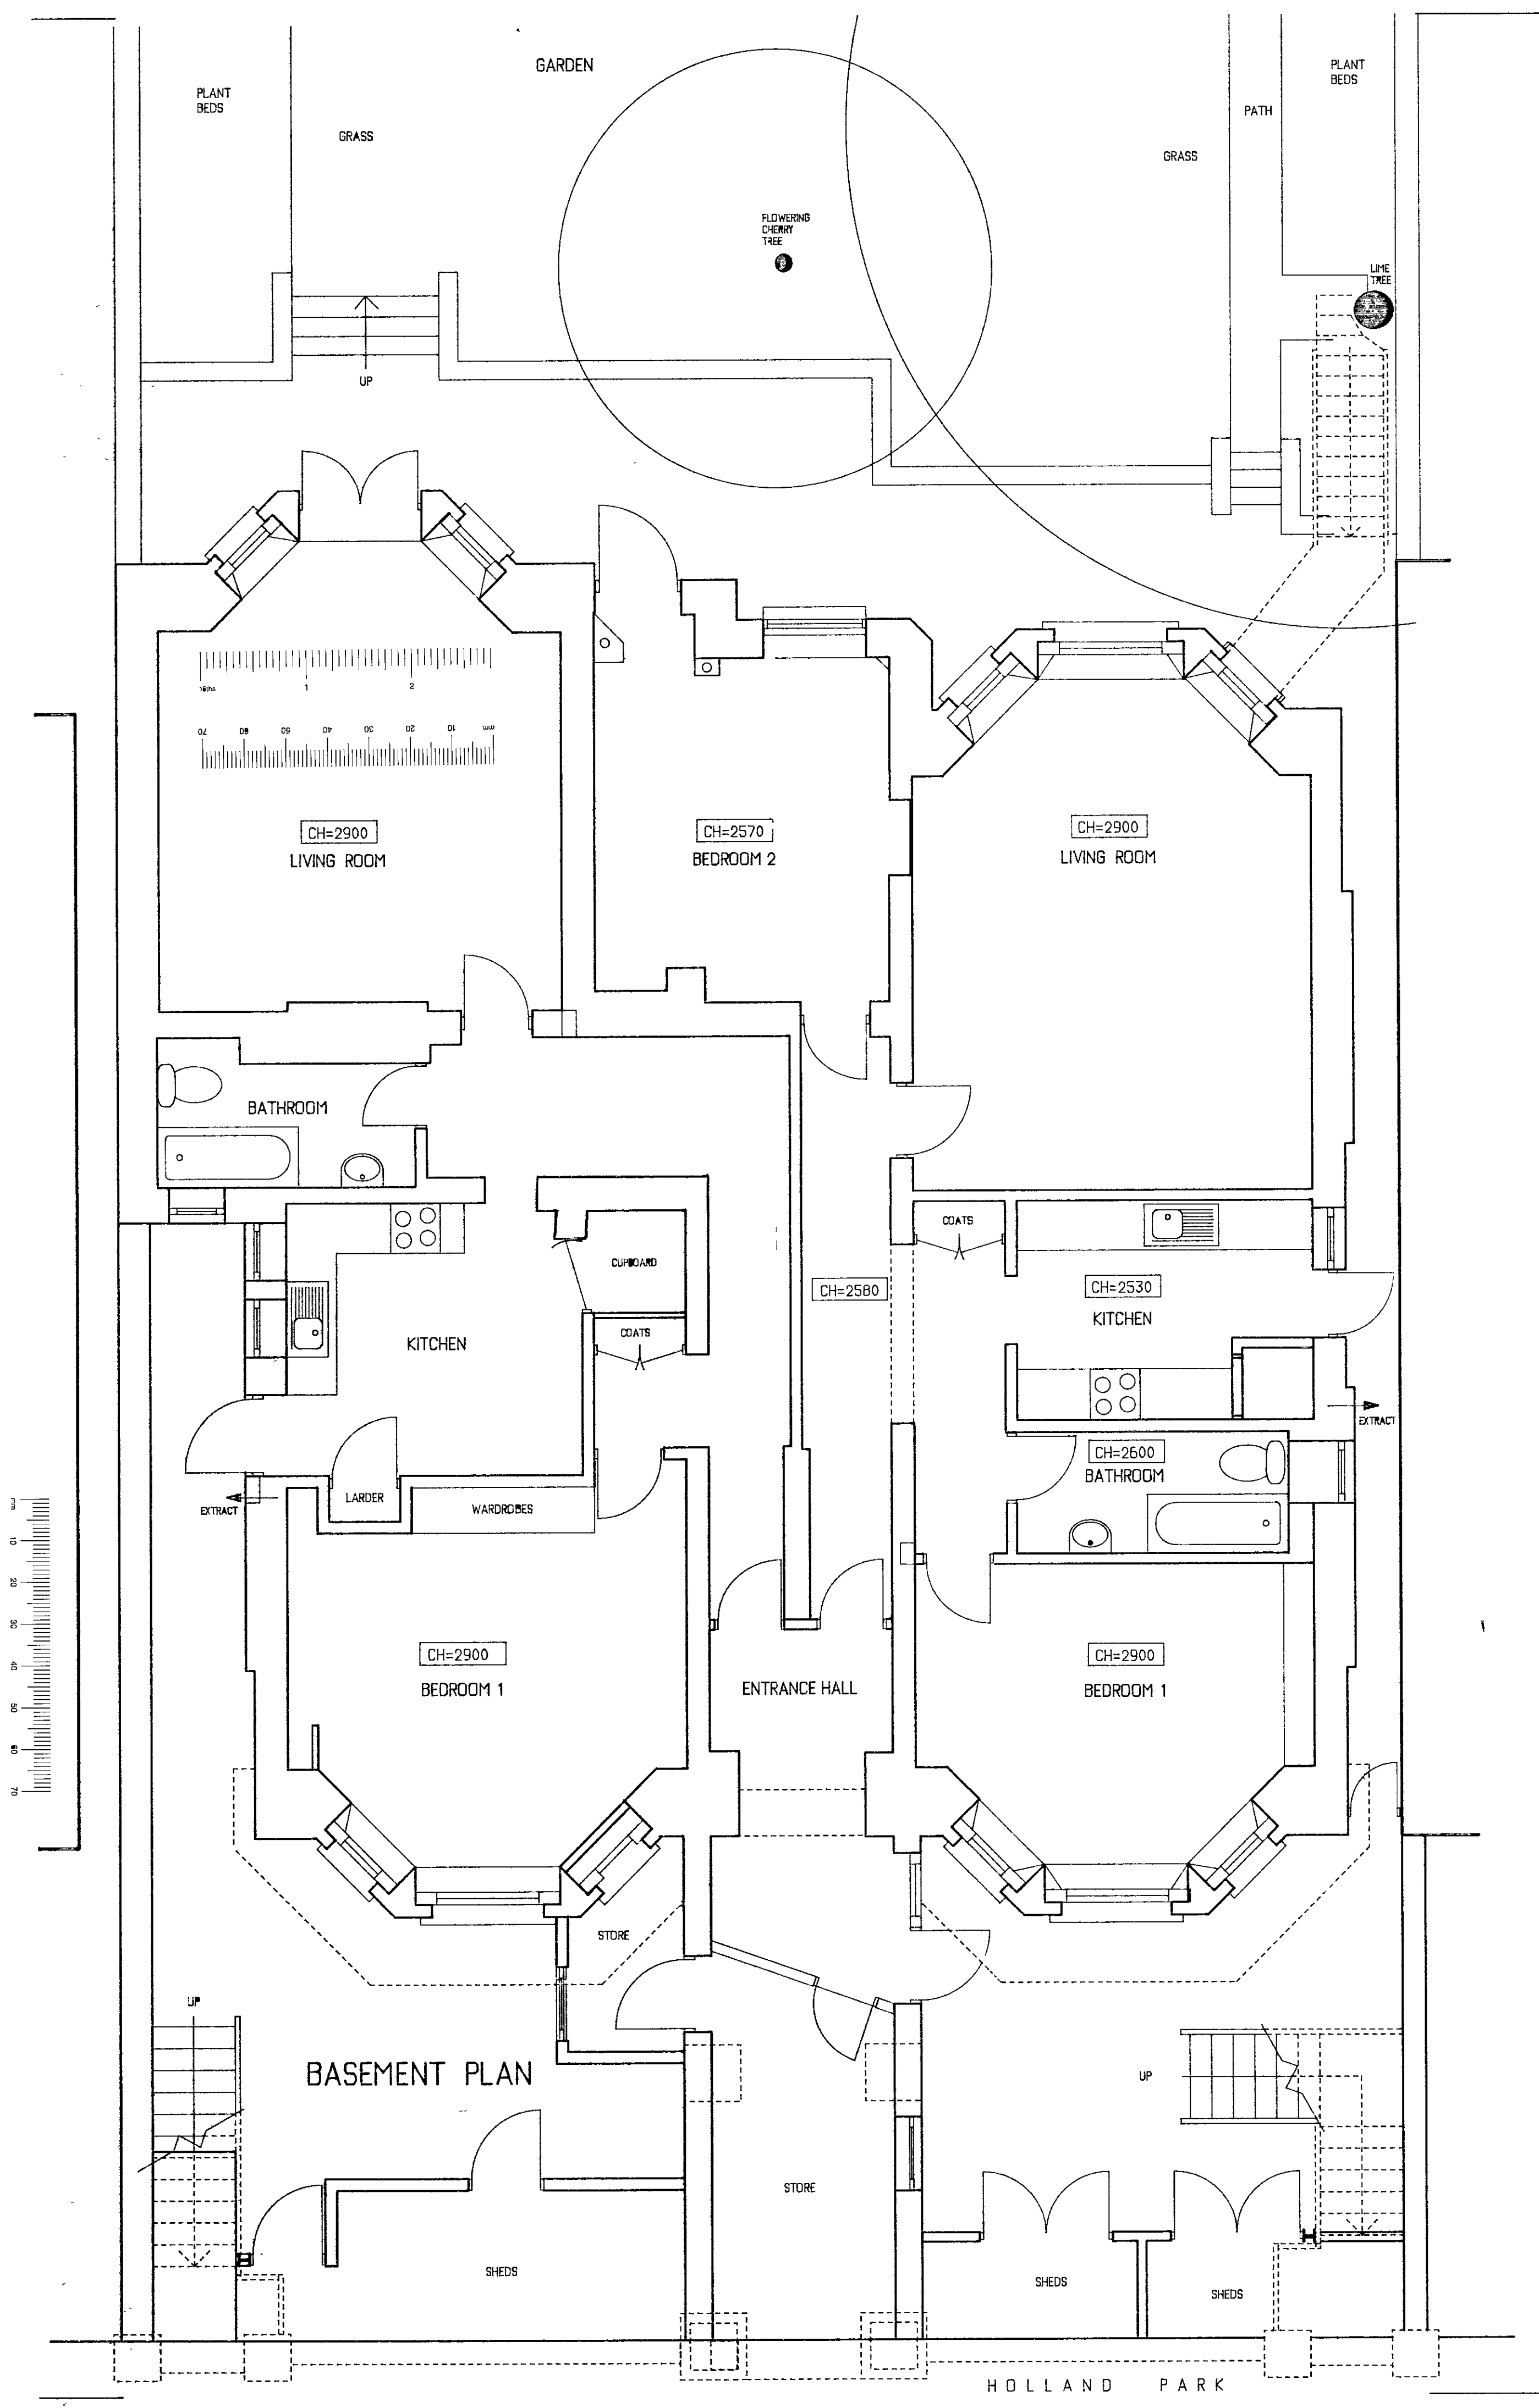 GARDEN
PLANT
BEDS
PLANT
BEDS
PATH
GRASS
GRASS
FLOWERING
CHERRY
TREE
LIME
TREE
UP
16ths
1
2
70
60
50
40
30
20
10
mm
CH=2900
LIVING ROOM
CH=2570
BEDROOM 2
CH=2900
LIVING ROOM
BATHROOM
COATS
CUPBOARD
CH=2580
CH=2530
KITCHEN
COATS
KITCHEN
EXTRACT
CH=2600
BATHROOM
LARDER
WARDROBES
EXTRACT
mm
10
20
30
40
50
60
70
CH=2900
BEDROOM 1
ENTRANCE HALL
CH=2900
BEDROOM 1
STORE
UP
BASEMENT PLAN
UP
STORE
SHEDS
SHEDS
SHEDS
HOLLAND PARK